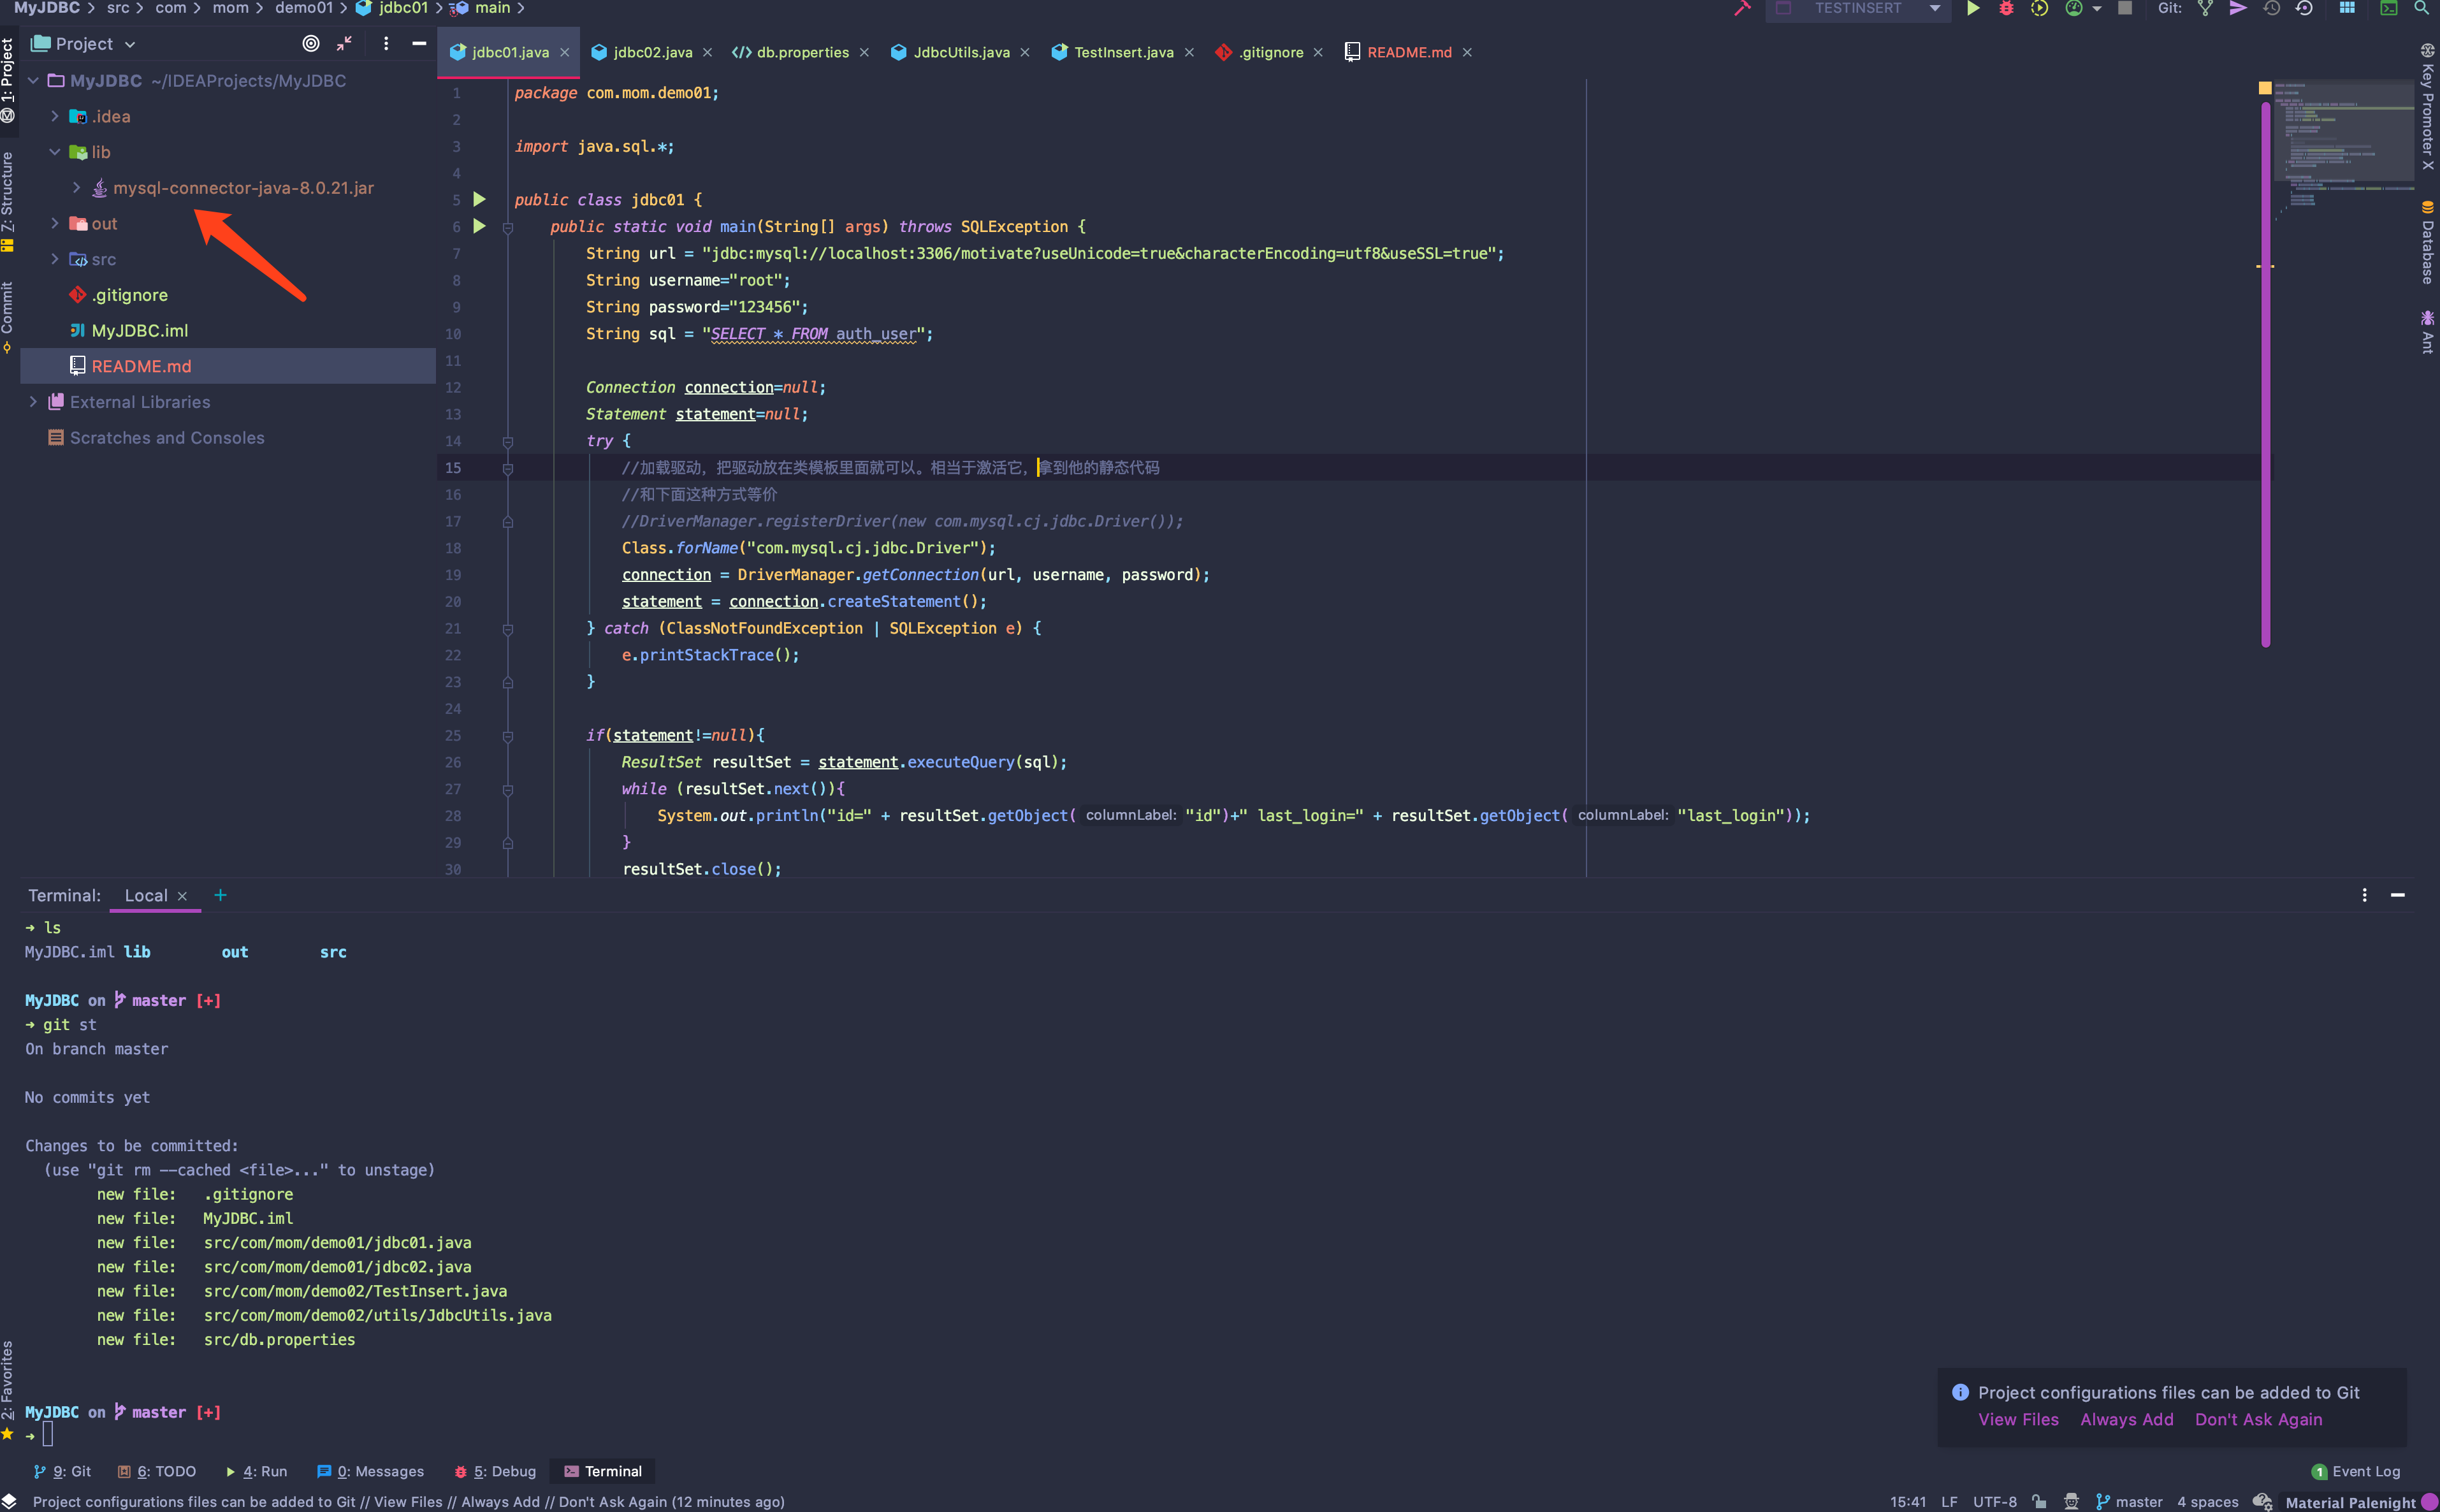 MyJDBC > src > com > mom > demo01 > jdbc01 > main >
TESTINSERT
Git:
1: Project
Z: Structure
Commit
2: Favorites
Project
MyJDBC ~/IDEAProjects/MyJDBC
.idea
lib
mysql-connector-java-8.0.21.jar
out
src
.gitignore
MyJDBC.iml
README.md
External Libraries
Scratches and Consoles
jdbc01.java × jdbc02.java × </> db.properties × JdbcUtils.java × TestInsert.java × .gitignore × README.md ×
1 package com.mom.demo01;
2
3 import java.sql.*;
4
5 public class jdbc01 {
6 public static void main(String[] args) throws SQLException {
7 String url = "jdbc:mysql://localhost:3306/motivate?useUnicode=true&characterEncoding=utf8&useSSL=true";
8 String username="root";
9 String password="123456";
10 String sql = "SELECT * FROM auth_user";
11
12 Connection connection=null;
13 Statement statement=null;
14 try {
15 //加载驱动，把驱动放在类模板里面就可以。相当于激活它，拿到他的静态代码
16 //和下面这种方式等价
17 //DriverManager.registerDriver(new com.mysql.cj.jdbc.Driver());
18 Class.forName("com.mysql.cj.jdbc.Driver");
19 connection = DriverManager.getConnection(url, username, password);
20 statement = connection.createStatement();
21 } catch (ClassNotFoundException | SQLException e) {
22 e.printStackTrace();
23 }
24
25 if(statement!=null){
26 ResultSet resultSet = statement.executeQuery(sql);
27 while (resultSet.next()){
28 System.out.println("id=" + resultSet.getObject( columnLabel: "id")+" last_login=" + resultSet.getObject( columnLabel: "last_login"));
29 }
30 resultSet.close();
Key Promoter X
Database
Ant
Terminal: Local × +
→ ls
MyJDBC.iml lib out src
MyJDBC on master [+]
→ git st
On branch master
No commits yet
Changes to be committed:
(use "git rm --cached <file>..." to unstage)
new file: .gitignore
new file: MyJDBC.iml
new file: src/com/mom/demo01/jdbc01.java
new file: src/com/mom/demo01/jdbc02.java
new file: src/com/mom/demo02/TestInsert.java
new file: src/com/mom/demo02/utils/JdbcUtils.java
new file: src/db.properties
MyJDBC on master [+]
→
Project configurations files can be added to Git
View Files Always Add Don't Ask Again
9: Git 6: TODO 4: Run 0: Messages 5: Debug Terminal
1 Event Log
Project configurations files can be added to Git // View Files // Always Add // Don't Ask Again (12 minutes ago)
15:41 LF UTF-8 master 4 spaces Material Palenight